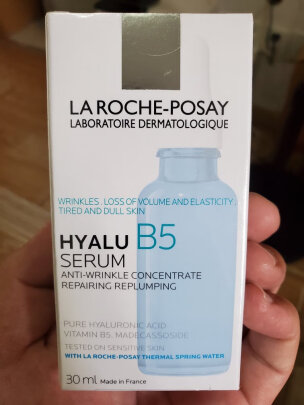 LA ROCHE-POSAY
LABORATOIRE DERMATOLOGIQUE
WRINKLES. LOSS OF VOLUME AND ELASTICITY.
TIRED AND DULL SKIN
HYALU B5
SERUM
ANTI-WRINKLE CONCENTRATE
REPAIRING REPLUMPING
PURE HYALURONIC ACID
VITAMIN B5. MADECASSOSIDE
TESTED ON SENSITIVE SKIN
WITH LA ROCHE-POSAY THERMAL SPRING WATER
30 ml Made in France